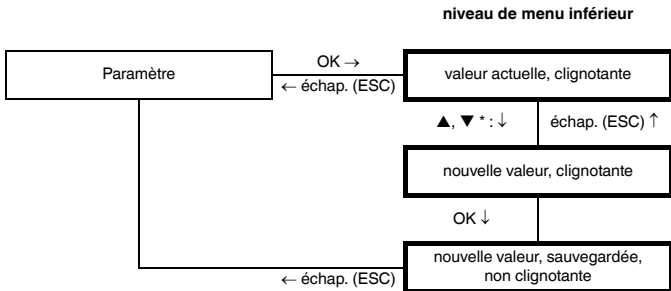 niveau de menu inférieur
Paramètre
OK →
← échap. (ESC)
valeur actuelle, clignotante
▲, ▼ * : ↓
échap. (ESC) ↑
nouvelle valeur, clignotante
OK ↓
nouvelle valeur, sauvegardée,
non clignotante
← échap. (ESC)